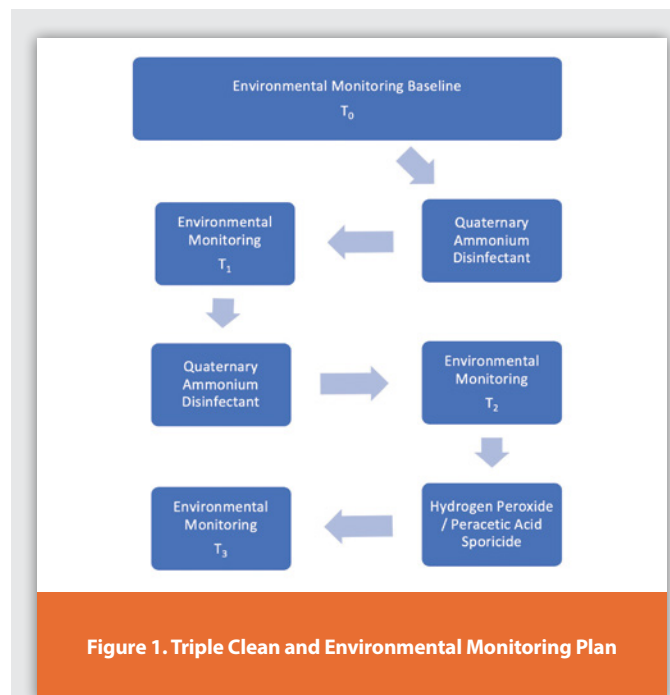 Environmental Monitoring Baseline
T₀
Quaternary
Ammonium
Disinfectant
Environmental
Monitoring
T₁
Quaternary
Ammonium
Disinfectant
Environmental
Monitoring
T₂
Hydrogen Peroxide
/ Peracetic Acid
Sporicide
Environmental
Monitoring
T₃
Figure 1. Triple Clean and Environmental Monitoring Plan